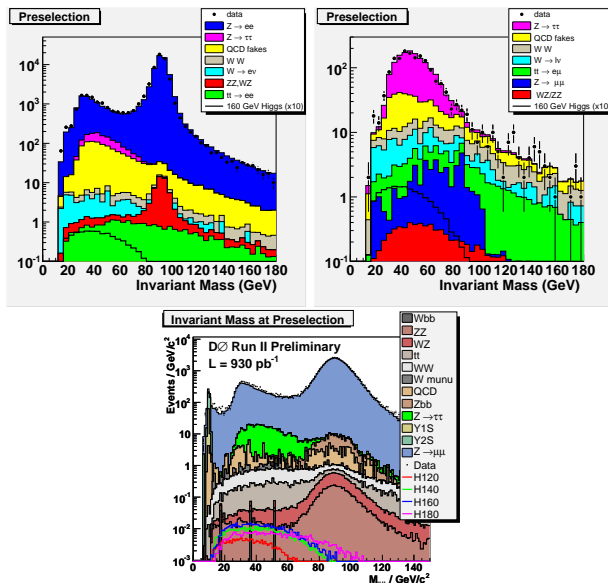 Preselection
data
Z → ee
Z → ττ
QCD fakes
W W
W → eν
ZZ,WZ
tt → ee
160 GeV Higgs (x10)
10⁴
10³
10²
10
1
10⁻¹
0 20 40 60 80 100 120 140 160 180
Invariant Mass (GeV)
Preselection
data
Z → ττ
QCD fakes
W W
W → lν
tt → eμ
Z → μμ
WZ/ZZ
160 GeV Higgs (x10)
10²
10
1
10⁻¹
0 20 40 60 80 100 120 140 160 180
Invariant Mass (GeV)
Invariant Mass at Preselection
DØ Run II Preliminary
L = 930 pb⁻¹
Events / GeV/c²
Wbb
ZZ
WZ
tt
WW
W munu
QCD
Zbb
Z →ττ
Y1S
Y2S
Z →μμ
Data
H120
H140
H160
H180
10⁴
10³
10²
10
1
10⁻¹
10⁻²
10⁻³
0 20 40 60 80 100 130
/ GeV/c²